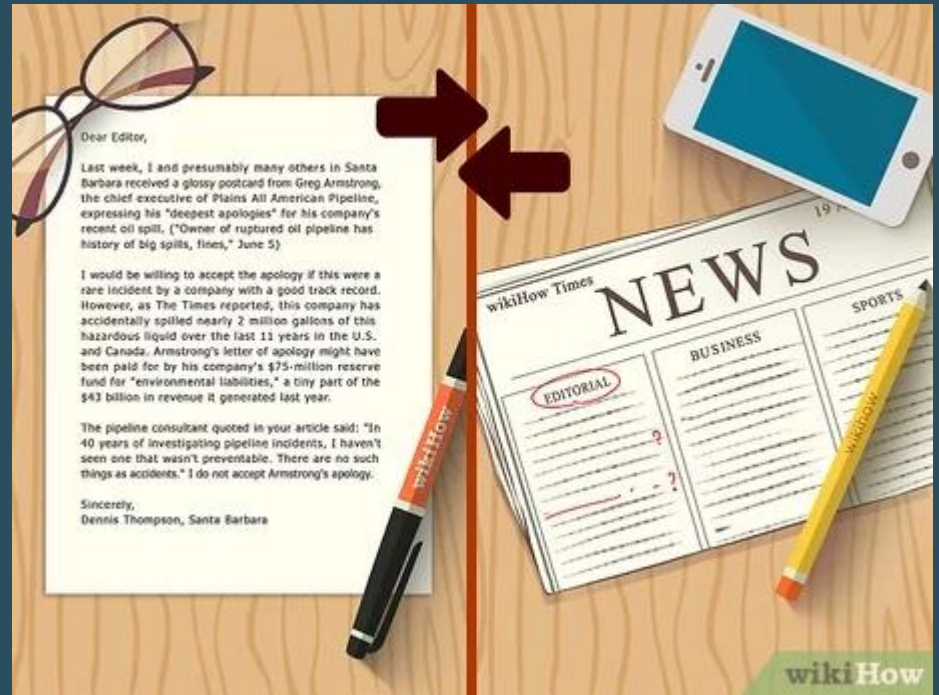 Dear Editor,
Last week, I and presumably many others in Santa
Barbara received a glossy postcard from Greg Armstrong,
the chief executive of Plains All American Pipeline,
expressing his "deepest apologies" for his company's
recent oil spill. ("Owner of ruptured oil pipeline has
history of big spills, fines," June 5)
I would be willing to accept the apology if this were a
rare incident by a company with a good track record.
However, as The Times reported, this company has
accidentally spilled nearly 2 million gallons of this
hazardous liquid over the last 11 years in the U.S.
and Canada. Armstrong's letter of apology might have
been paid for by his company's $75-million reserve
fund for "environmental liabilities," a tiny part of the
$43 billion in revenue it generated last year.
The pipeline consultant quoted in your article said: "In
40 years of investigating pipeline incidents, I haven't
seen one that wasn't preventable. There are no such
things as accidents." I do not accept Armstrong's apology.
Sincerely,
Dennis Thompson, Santa Barbara
wikiHow
wikiHow Times
NEWS
EDITORIAL
BUSINESS
SPORTS
?
?
wikiHow
wikiHow